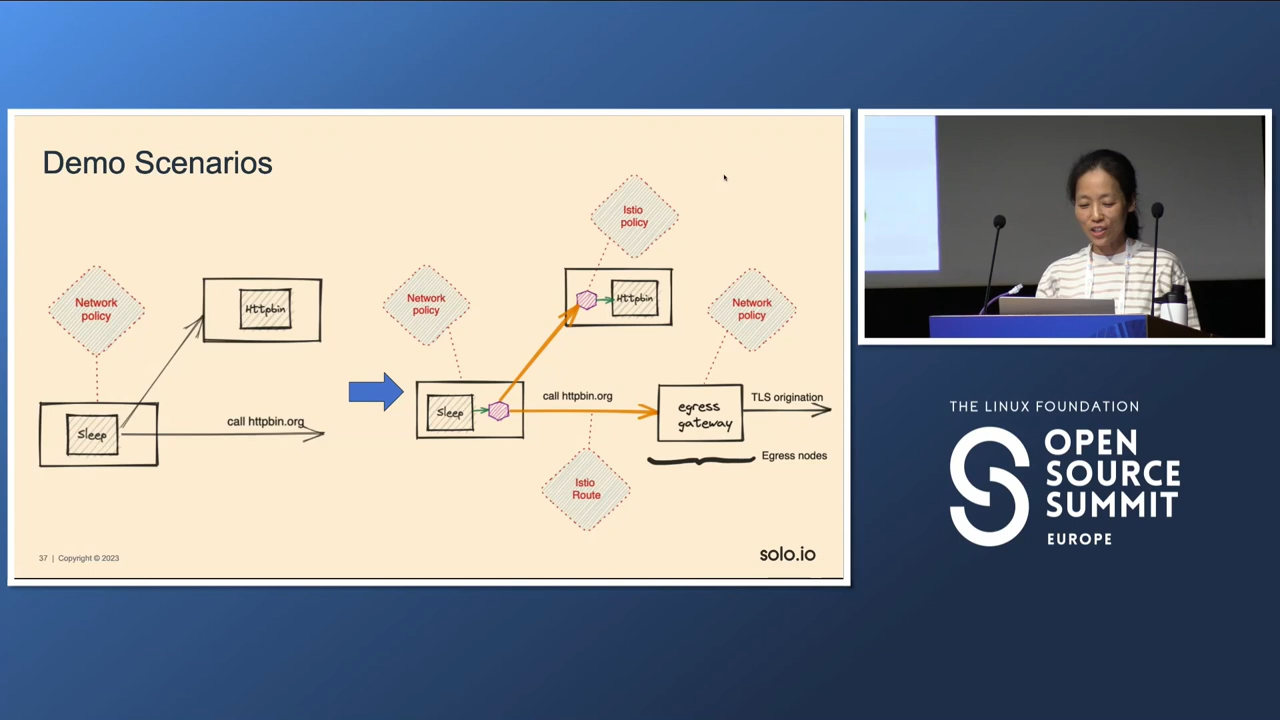 Demo Scenarios
Network
policy
Httpbin
Sleep
call httpbin.org
Istio
policy
Network
policy
Httpbin
Network
policy
Sleep
call httpbin.org
egress
gateway
TLS origination
Egress nodes
Istio
Route
37 | Copyright © 2023
solo.io
THE LINUX FOUNDATION
OPEN
SOURCE
SUMMIT
EUROPE